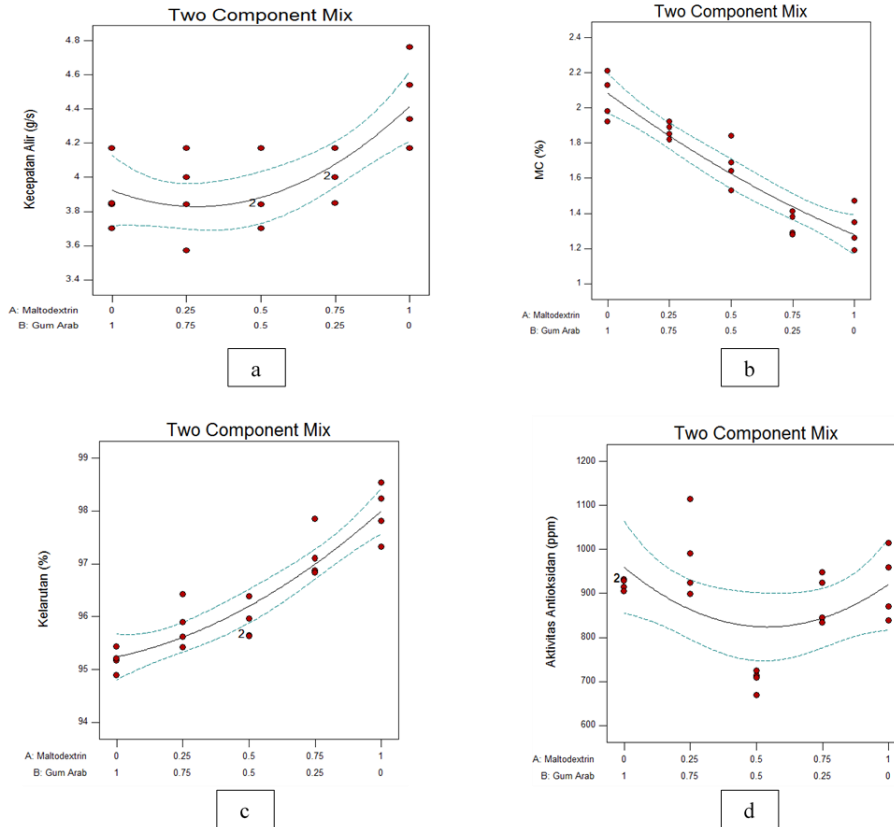 Two Component Mix
4.8
4.6
4.4
4.2
4
3.8
3.6
3.4
Kecepatan Alir (g/s)
2
2
0 0.25 0.5 0.75 1
A: Maltodextrin
1 0.75 0.5 0.25 0
B: Gum Arab
a
Two Component Mix
2.4
2.2
2
1.8
1.6
1.4
1.2
1
MC (%)
A: Maltodextrin 0 0.25 0.5 0.75 1
B: Gum Arab 1 0.75 0.5 0.25 0
b
Two Component Mix
99
98
97
96
95
94
Kelarutan (%)
2
A: Maltodextrin 0 0.25 0.5 0.75 1
B: Gum Arab 1 0.75 0.5 0.25 0
c
Two Component Mix
1200
1100
1000
900
800
700
600
Aktivitas Antioksidan (ppm)
2
A: Maltodextrin 0 0.25 0.5 0.75 1
B: Gum Arab 1 0.75 0.5 0.25 0
d